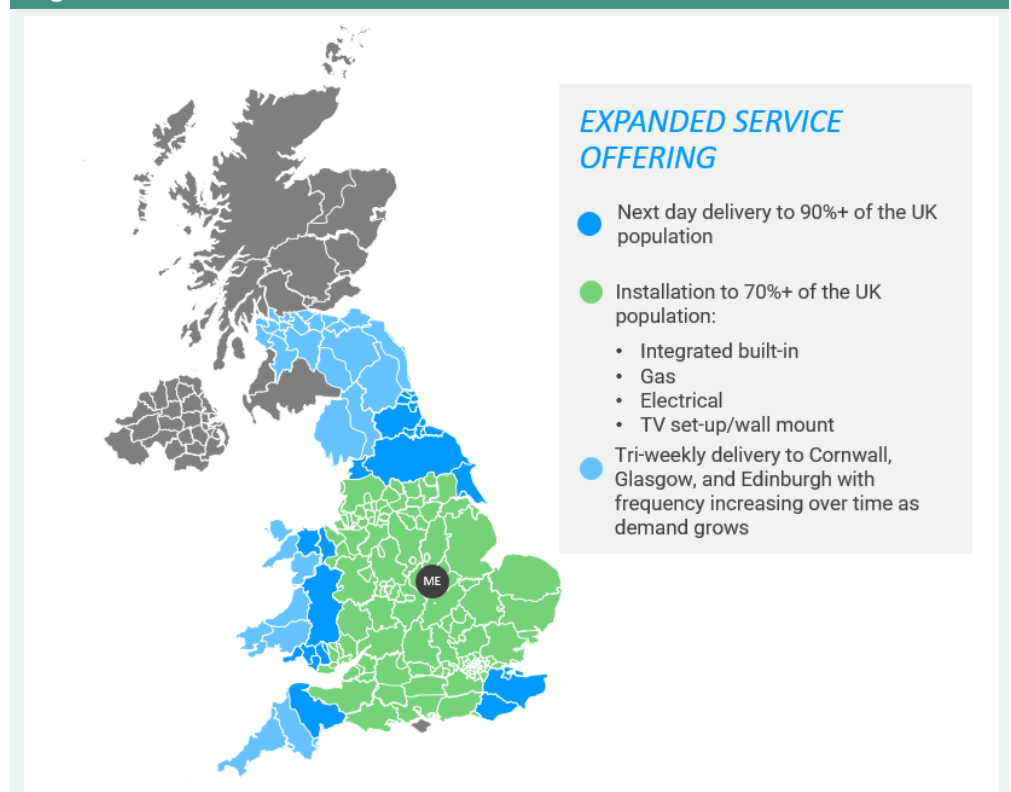 EXPANDED SERVICE
OFFERING
Next day delivery to 90%+ of the UK
population
Installation to 70%+ of the UK
population:
• Integrated built-in
• Gas
• Electrical
• TV set-up/wall mount
Tri-weekly delivery to Cornwall,
Glasgow, and Edinburgh with
frequency increasing over time as
demand grows
ME